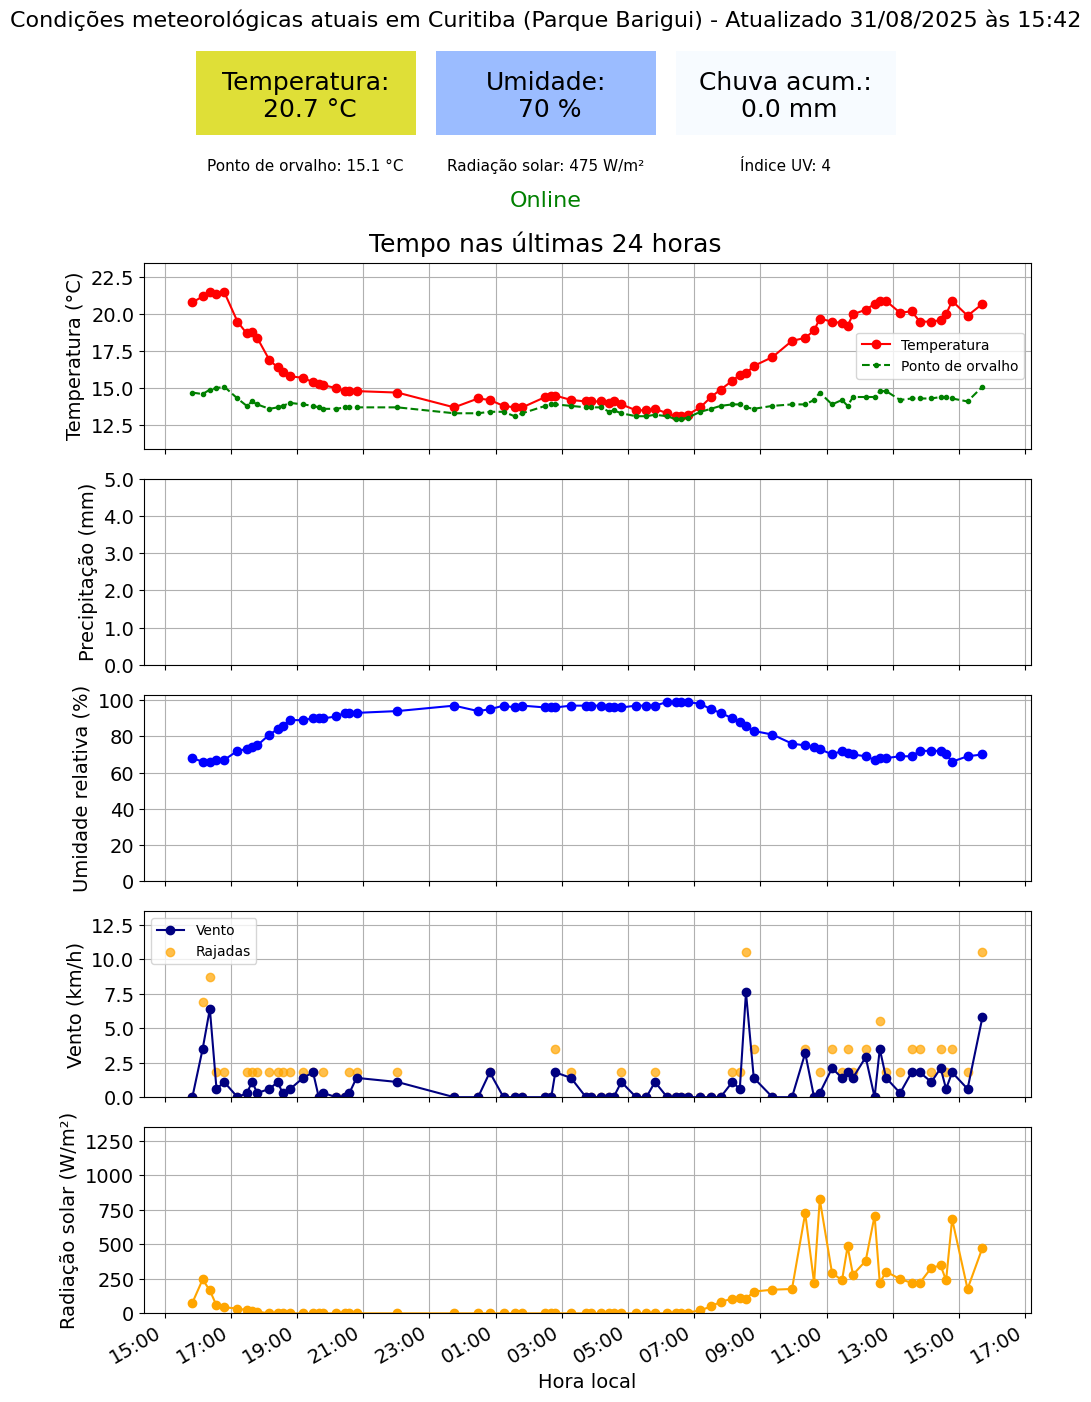 Condições meteorológicas atuais em Curitiba (Parque Barigui) - Atualizado 31/08/2025 às 15:42
Temperatura:
20.7 °C
Umidade:
70 %
Chuva acum.:
0.0 mm
Ponto de orvalho: 15.1 °C
Radiação solar: 475 W/m²
Índice UV: 4
Online
Tempo nas últimas 24 horas
Temperatura (°C)
22.5
20.0
17.5
15.0
12.5
Temperatura
Ponto de orvalho
Precipitação (mm)
5.0
4.0
3.0
2.0
1.0
0.0
Umidade relativa (%)
100
80
60
40
20
0
Vento (km/h)
12.5
10.0
7.5
5.0
2.5
0.0
Vento
Rajadas
Radiação solar (W/m²)
1250
1000
750
500
250
0
15:00
17:00
19:00
21:00
23:00
01:00
03:00
05:00
07:00
09:00
11:00
13:00
15:00
17:00
Hora local